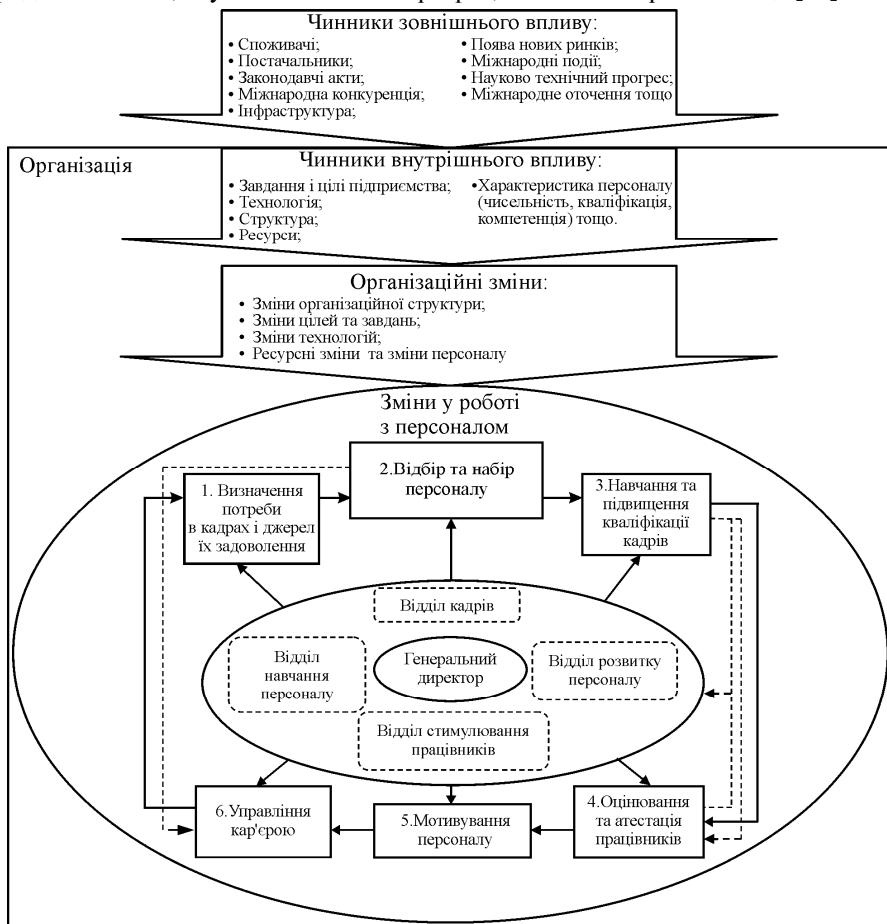 Чинники зовнішнього впливу:
• Споживачі;
• Постачальники;
• Законодавчі акти;
• Міжнародна конкуренція;
• Інфраструктура;
• Поява нових ринків;
• Міжнародні події;
• Науково технічний прогрес;
• Міжнародне оточення тощо
Організація
Чинники внутрішнього впливу:
• Завдання і цілі підприємства;
• Технологія;
• Структура;
• Ресурси;
•Характеристика персоналу
(чисельність, кваліфікація,
компетенція) тощо.
Організаційні зміни:
• Зміни організаційної структури;
• Зміни цілей та завдань;
• Зміни технологій;
• Ресурсні зміни та зміни персоналу
Зміни у роботі
з персоналом
1. Визначення
потреби
в кадрах і джерел
їх задоволення
2.Відбір та набір
персоналу
3.Навчання та
підвищення
кваліфікації
кадрів
Відділ кадрів
Відділ
навчання
персоналу
Генеральний
директор
Відділ розвитку
персоналу
Відділ стимулювання
працівників
6.Управління
кар'єрою
5.Мотивування
персоналу
4.Оцінювання
та атестація
працівників